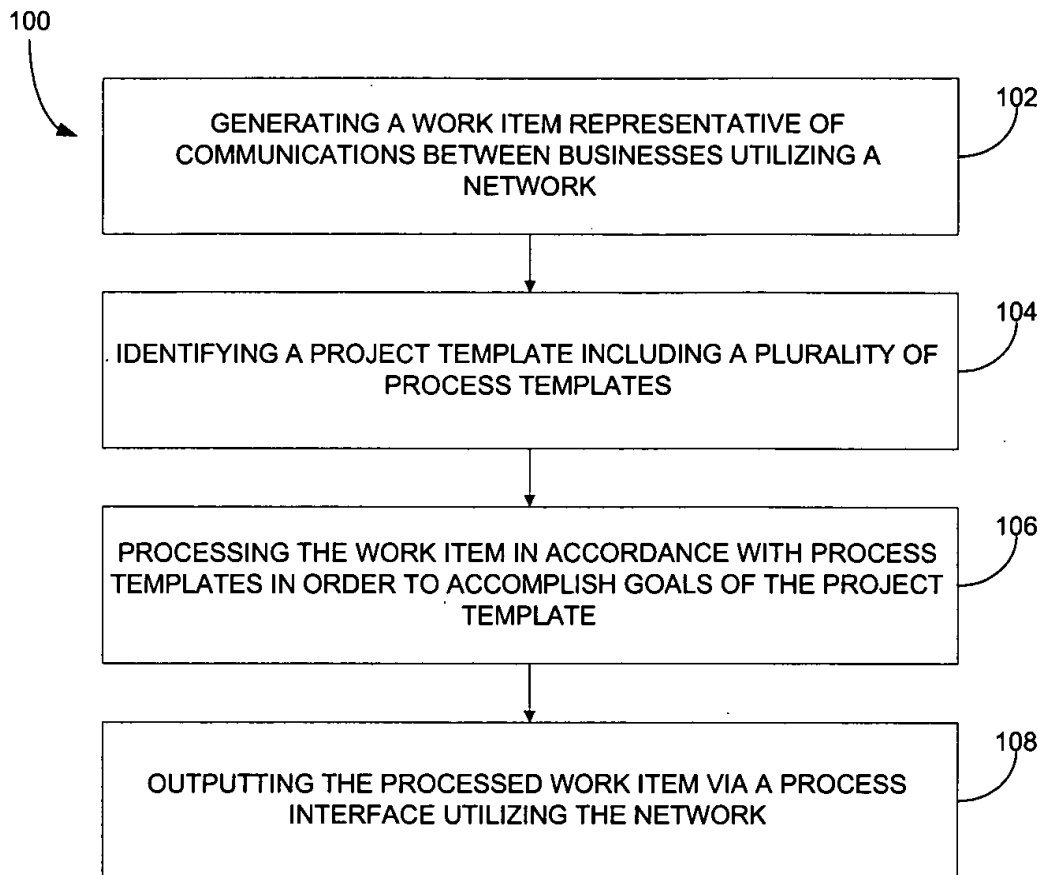 100
102
GENERATING A WORK ITEM REPRESENTATIVE OF
COMMUNICATIONS BETWEEN BUSINESSES UTILIZING A
NETWORK
104
IDENTIFYING A PROJECT TEMPLATE INCLUDING A PLURALITY OF
PROCESS TEMPLATES
106
PROCESSING THE WORK ITEM IN ACCORDANCE WITH PROCESS
TEMPLATES IN ORDER TO ACCOMPLISH GOALS OF THE PROJECT
TEMPLATE
108
OUTPUTTING THE PROCESSED WORK ITEM VIA A PROCESS
INTERFACE UTILIZING THE NETWORK